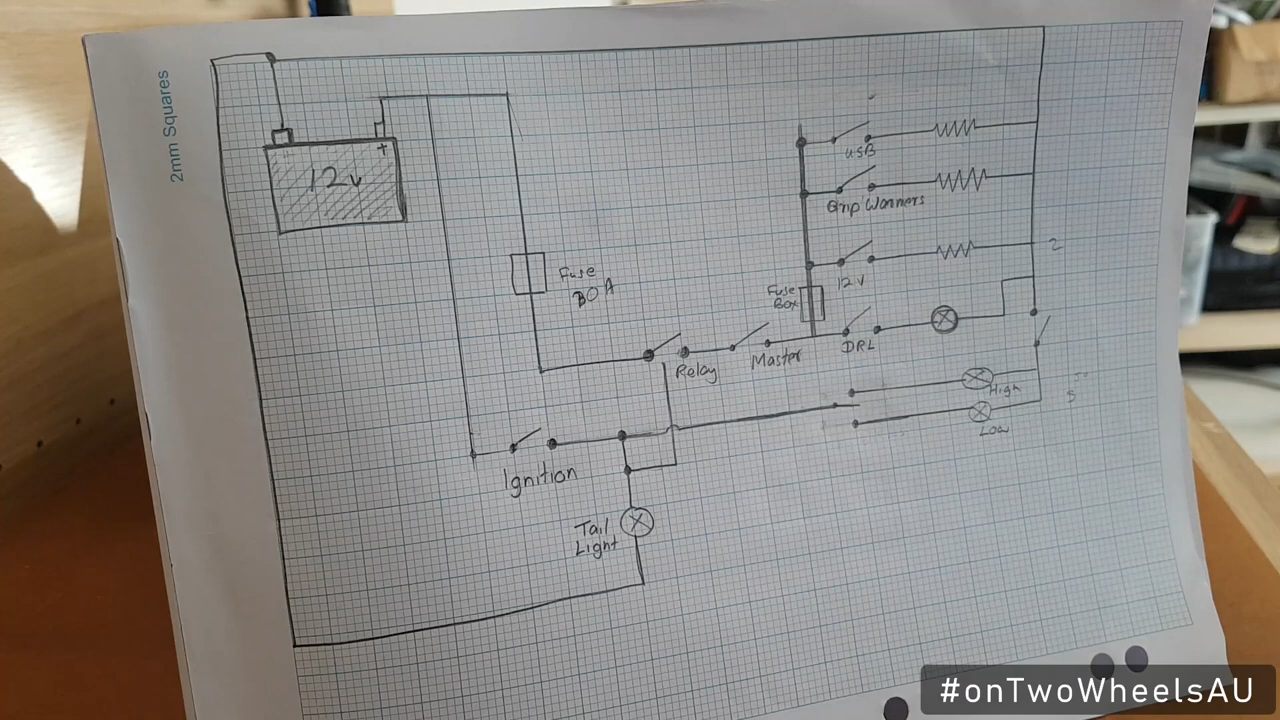 2mm Squares
+
12v
USB
Grip Warmers
12V
Fuse
30A
Fuse
Box
DRL
Master
Relay
High
Low
Ignition
Tail
Light
2
#onTwoWheelsAU